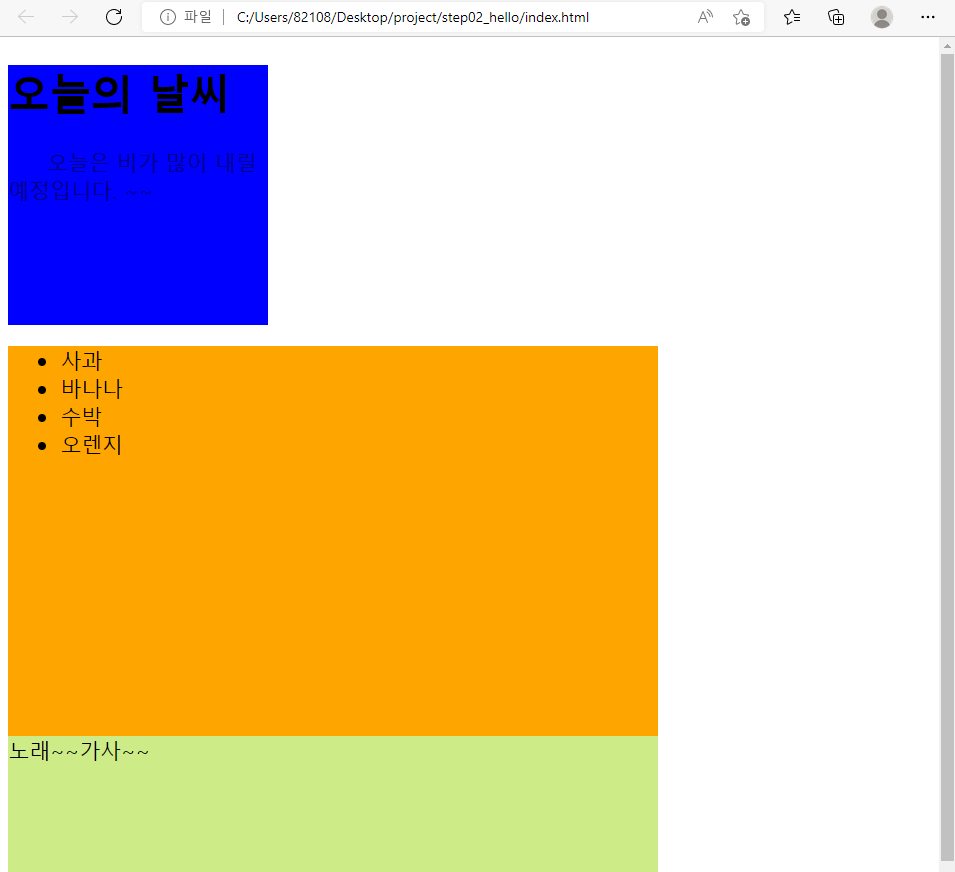 파일
C:/Users/82108/Desktop/project/step02_hello/index.html
오늘의 날씨
오늘은 비가 많이 내릴
예정입니다. ~~
사과
바나나
수박
오렌지
노래~~가사~~